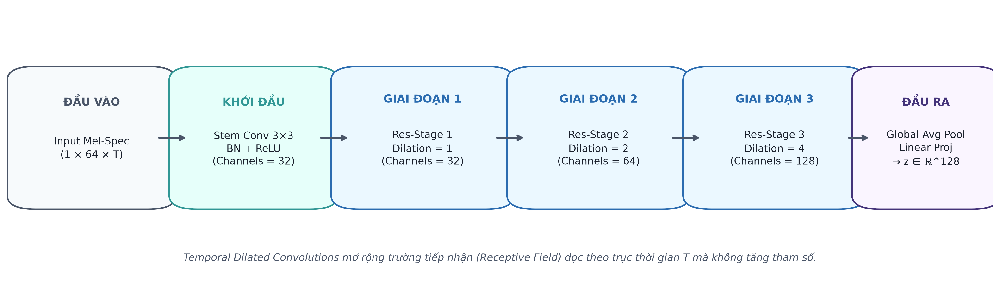 ĐẦU VÀO
Input Mel-Spec
(1 × 64 × T)
KHỞI ĐẦU
Stem Conv 3×3
BN + ReLU
(Channels = 32)
GIAI ĐOẠN 1
Res-Stage 1
Dilation = 1
(Channels = 32)
GIAI ĐOẠN 2
Res-Stage 2
Dilation = 2
(Channels = 64)
GIAI ĐOẠN 3
Res-Stage 3
Dilation = 4
(Channels = 128)
ĐẦU RA
Global Avg Pool
Linear Proj
→ z ∈ ℝ^128
Temporal Dilated Convolutions mở rộng trường tiếp nhận (Receptive Field) dọc theo trục thời gian T mà không tăng tham số.